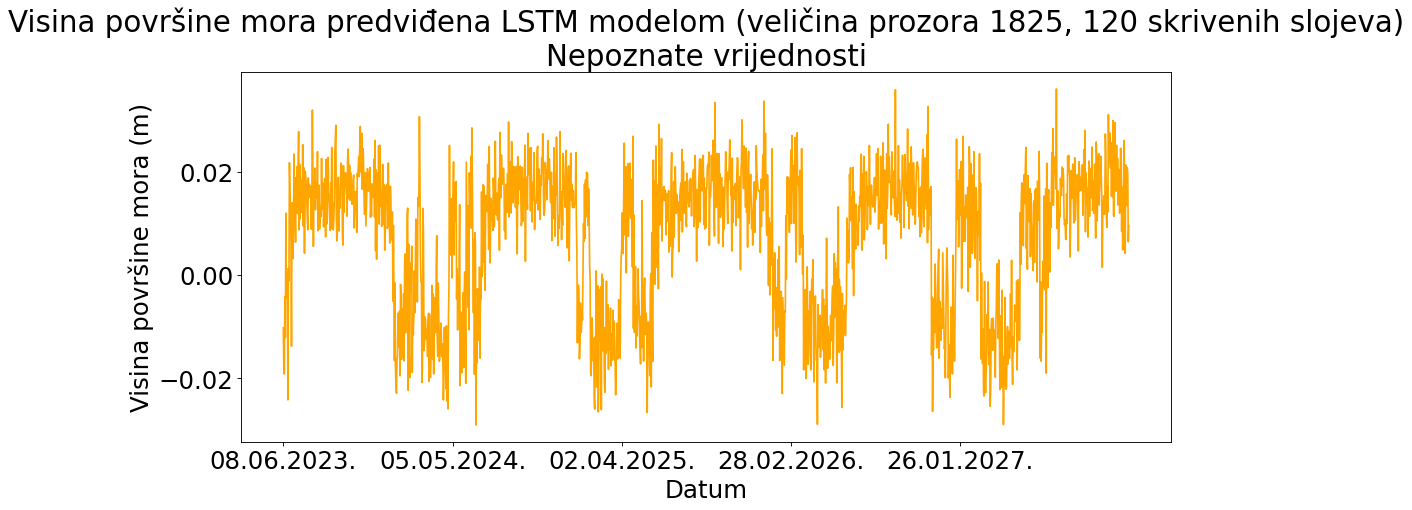 Visina površine mora predviđena LSTM modelom (veličina prozora 1825, 120 skrivenih slojeva)
Nepoznate vrijednosti
Visina površine mora (m)
0.02
0.00
−0.02
08.06.2023. 05.05.2024. 02.04.2025. 28.02.2026. 26.01.2027.
Datum